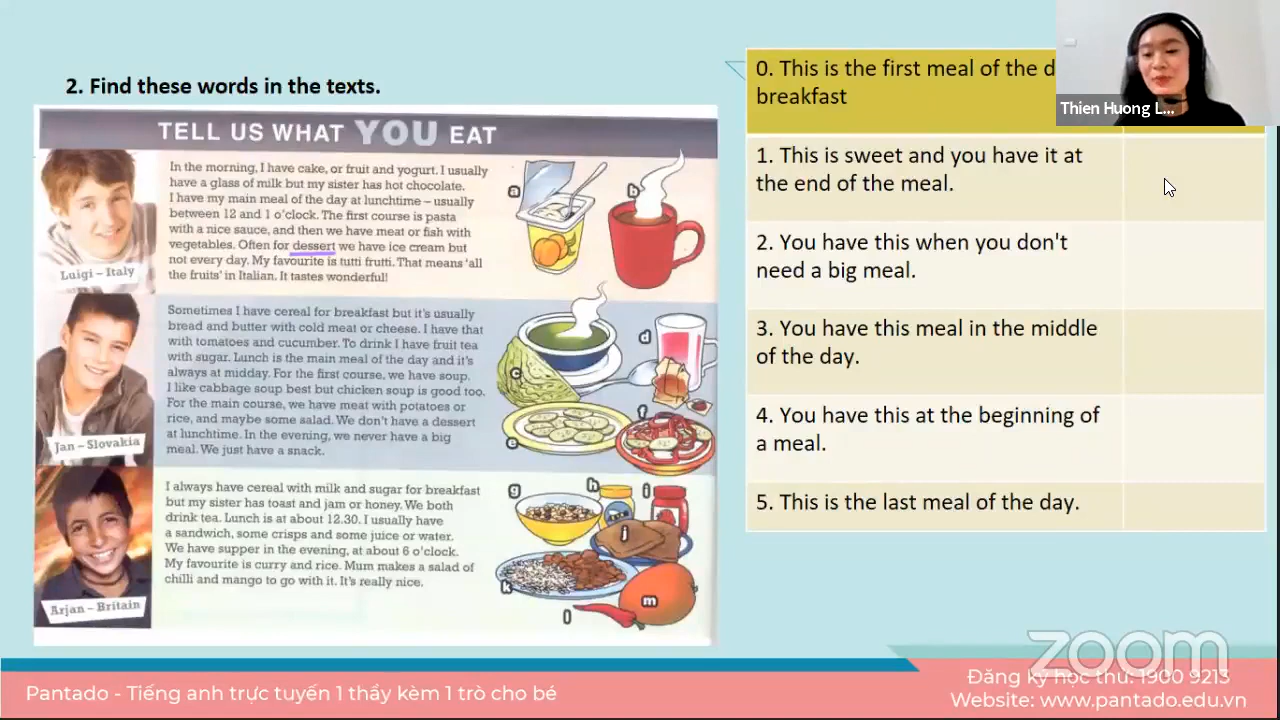 2. Find these words in the texts.
TELL US WHAT YOU EAT
In the morning, I have cake, or fruit and yogurt. I usually
have a glass of milk but my sister has hot chocolate.
I have my main meal of the day at lunchtime – usually
between 12 and 1 o'clock. The first course is pasta
with a nice sauce, and then we have meat or fish with
vegetables. Often for dessert we have ice cream but
not every day. My favourite is tutti frutti. That means 'all
the fruits' in Italian. It tastes wonderful!
Luigi – Italy
a
b
Sometimes I have cereal for breakfast but it's usually
bread and butter with cold meat or cheese. I have that
with tomatoes and cucumber. To drink I have fruit tea
with sugar. Lunch is the main meal of the day and it's
always at midday. For the first course, we have soup.
I like cabbage soup best but chicken soup is good too.
For the main course, we have meat with potatoes or
rice, and maybe some salad. We don't have a dessert
at lunchtime. In the evening, we never have a big
meal. We just have a snack.
Jan – Slovakia
c
d
e
f
I always have cereal with milk and sugar for breakfast
but my sister has toast and jam or honey. We both
drink tea. Lunch is at about 12.30. I usually have
a sandwich, some crisps and some juice or water.
We have supper in the evening, at about 6 o'clock.
My favourite is curry and rice. Mum makes a salad of
chilli and mango to go with it. It's really nice.
Arjan – Britain
g
h
i
j
k
l
m
0. This is the first meal of the d
breakfast
1. This is sweet and you have it at
the end of the meal.
2. You have this when you don't
need a big meal.
3. You have this meal in the middle
of the day.
4. You have this at the beginning of
a meal.
5. This is the last meal of the day.
Thien Huong L...
zoom
Pantado - Tiếng anh trực tuyến 1 thầy kèm 1 trò cho bé
Đăng ký học thử: 1900 9213
Website: www.pantado.edu.vn